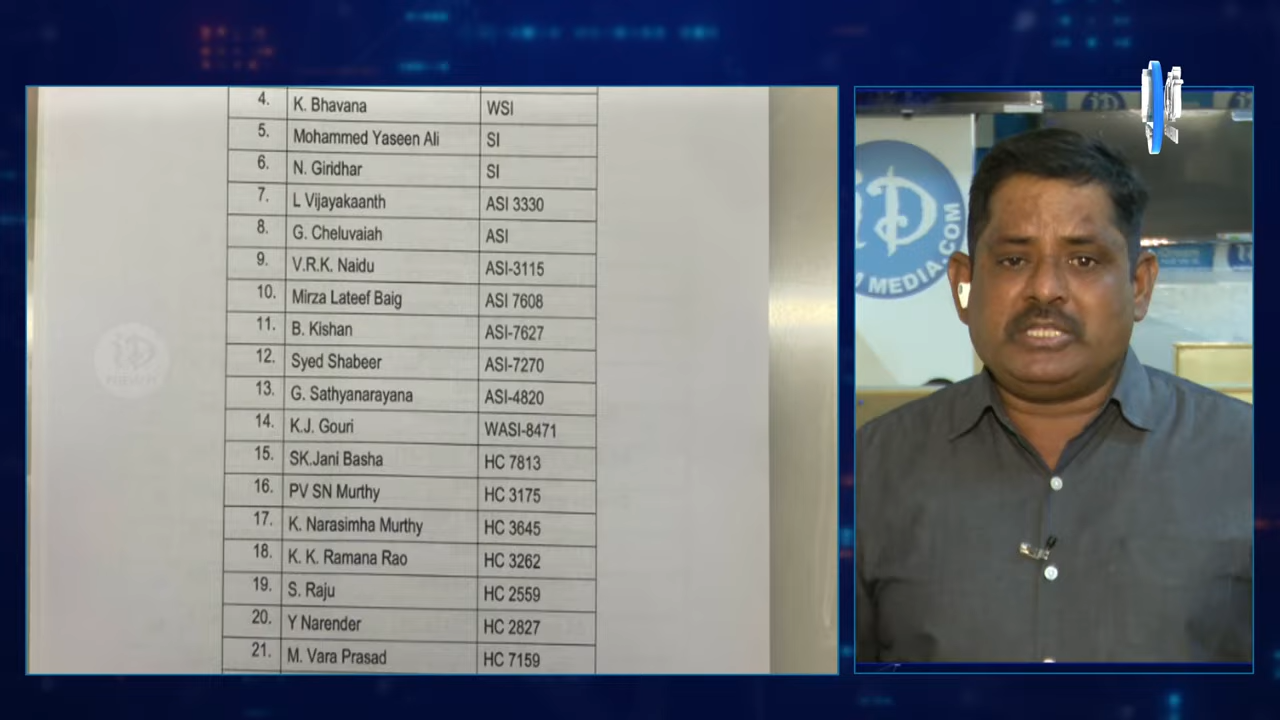 4. K. Bhavana WSI
5. Mohammed Yaseen Ali SI
6. N. Giridhar SI
7. L Vijayakaanth ASI 3330
8. G. Cheluvaiah ASI
9. V.R.K. Naidu ASI-3115
10. Mirza Lateef Baig ASI 7608
11. B. Kishan ASI-7627
12. Syed Shabeer ASI-7270
13. G. Sathyanarayana ASI-4820
14. K.J. Gouri WASI-8471
15. SK.Jani Basha HC 7813
16. PV SN Murthy HC 3175
17. K. Narasimha Murthy HC 3645
18. K. K. Ramana Rao HC 3262
19. S. Raju HC 2559
20. Y Narender HC 2827
21. M. Vara Prasad HC 7159
iD
M MEDIA.COM